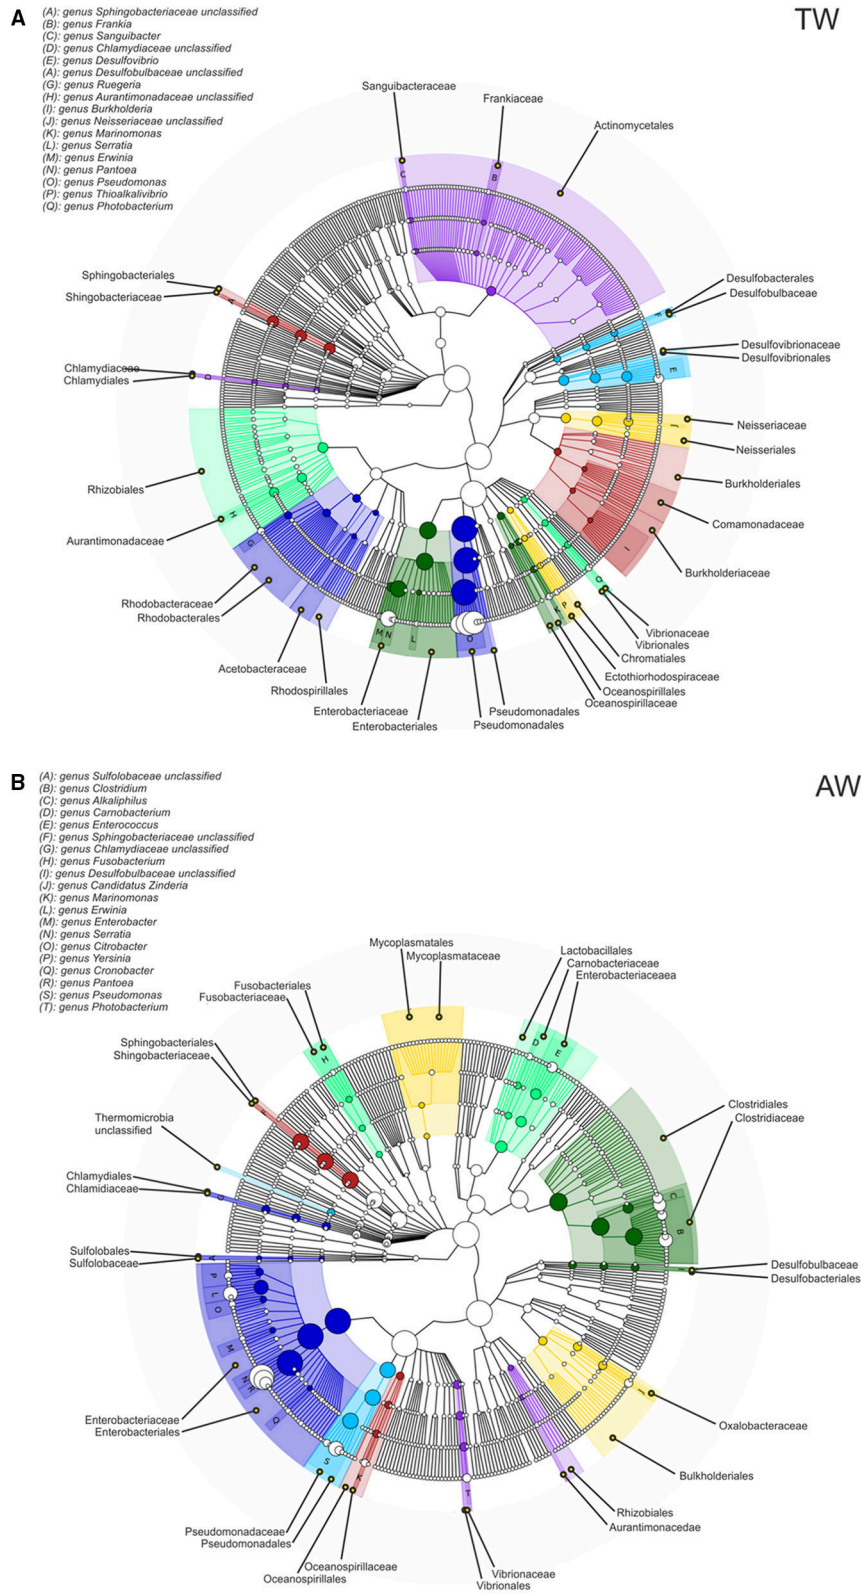 A
TW
(A): genus Sphingobacteriaceae unclassified
(B): genus Frankia
(C): genus Sanguibacter
(D): genus Chlamydiaceae unclassified
(E): genus Desulfovibrio
(A): genus Desulfobulbaceae unclassified
(G): genus Ruegeria
(H): genus Aurantimonadaceae unclassified
(I): genus Burkholderia
(J): genus Neisseriaceae unclassified
(K): genus Marinomonas
(L): genus Serratia
(M): genus Erwinia
(N): genus Pantoea
(O): genus Pseudomonas
(P): genus Thioalkalivibrio
(Q): genus Photobacterium
Sanguibacteraceae
Frankiaceae
Actinomycetales
C
B
Sphingobacteriales
Shingobacteriaceae
A
Desulfobacterales
Desulfobulbaceae
F
Desulfovibrionaceae
Desulfovibrionales
E
Chlamydiaceae
Chlamydiales
D
Neisseriaceae
J
Neisseriales
Rhizobiales
Burkholderiales
H
Comamonadaceae
Aurantimonadaceae
G
I
Burkholderiaceae
Q
Rhodobacteraceae
Rhodobacterales
P
K
M N
L
O
Vibrionaceae
Vibrionales
Chromatiales
Acetobacteraceae
Ectothiorhodospiraceae
Rhodospirillales
Oceanospirillales
Oceanospirillaceae
Enterobacteriaceae
Pseudomonadales
Enterobacteriales
Pseudomonadales
B
AW
(A): genus Sulfolobaceae unclassified
(B): genus Clostridium
(C): genus Alkaliphilus
(D): genus Carnobacterium
(E): genus Enterococcus
(F): genus Sphingobacteriaceae unclassified
(G): genus Chlamydiaceae unclassified
(H): genus Fusobacterium
(I): genus Desulfobulbaceae unclassified
(J): genus Candidatus Zinderia
(K): genus Marinomonas
(L): genus Erwinia
(M): genus Enterobacter
(N): genus Serratia
(O): genus Citrobacter
(P): genus Yersinia
(Q): genus Cronobacter
(R): genus Pantoea
(S): genus Pseudomonas
(T): genus Photobacterium
Mycoplasmatales
Mycoplasmataceae
Lactobacillales
Carnobacteriaceae
Enterobacteriaceaea
Fusobacteriales
Fusobacteriaceae
D
E
H
Sphingobacteriales
Shingobacteriaceae
F
Clostridiales
Clostridiaceae
Thermomicrobia
unclassified
Chlamydiales
Chlamidiaceae
G
C
B
Sulfolobales
Sulfolobaceae
A
Desulfobulbaceae
Desulfobacteriales
I
P
L
O
M
N
R
Q
J
Enterobacteriaceae
Enterobacteriales
Oxalobacteraceae
S
K
T
Bulkholderiales
Rhizobiales
Aurantimonacedae
Pseudomonadaceae
Pseudomonadales
Oceanospirillaceae
Oceanospirillales
Vibrionaceae
Vibrionales